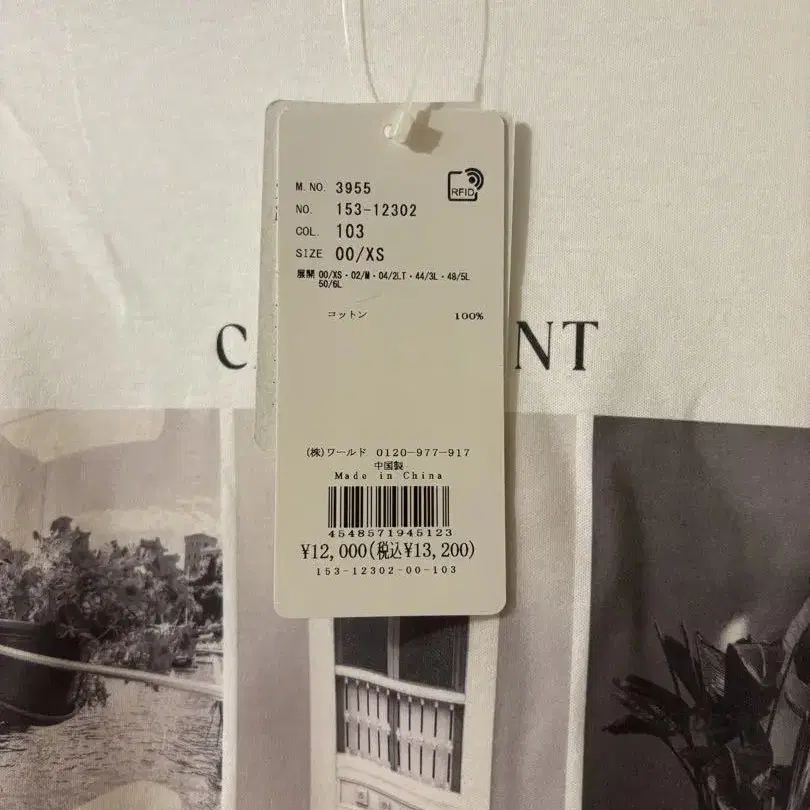 M. NO. 3955
RFID
NO. 153-12302
COL. 103
SIZE 00/XS
展開 00/XS・02/M・04/2LT・44/3L・48/5L
50/6L
コットン 100%
C NT
(株)ワールド 0120-977-917
中国製
Made in China
4548571945123
¥12,000(税込¥13,200)
153-12302-00-103